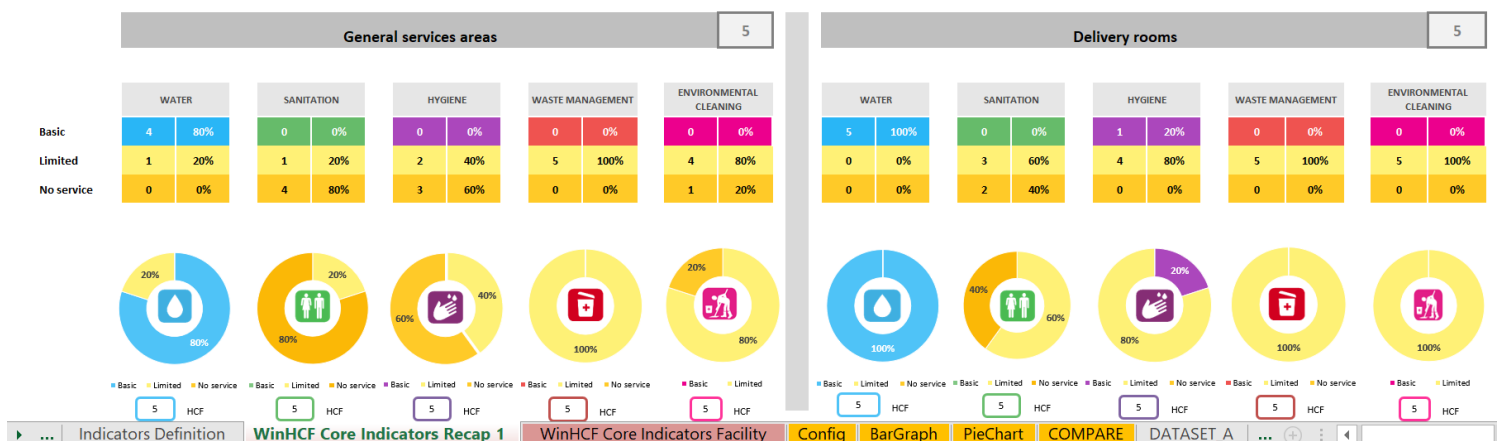 General services areas 5
Delivery rooms 5
WATER SANITATION HYGIENE WASTE MANAGEMENT ENVIRONMENTAL
CLEANING
Basic 4 80% 0 0% 0 0% 0 0% 0 0%
Limited 1 20% 1 20% 2 40% 5 100% 4 80%
No service 0 0% 4 80% 3 60% 0 0% 1 20%
WATER SANITATION HYGIENE WASTE MANAGEMENT ENVIRONMENTAL
CLEANING
5 100% 0 0% 1 20% 0 0% 0 0%
0 0% 3 60% 4 80% 5 100% 5 100%
0 0% 2 40% 0 0% 0 0% 0 0%
20%
80%
20%
80%
40%
60%
100%
20%
80%
100%
40%
60%
20%
80%
100%
100%
Basic Limited No service Basic Limited No service Basic Limited No service Basic Limited No service Basic Limited
5 HCF 5 HCF 5 HCF 5 HCF 5 HCF
Basic Limited No service Basic Limited No service Basic Limited No service Basic Limited No service Basic Limited
5 HCF 5 HCF 5 HCF 5 HCF 5 HCF
... Indicators Definition WinHCF Core Indicators Recap 1 WinHCF Core Indicators Facility Config BarGraph PieChart COMPARE DATASET_A ...